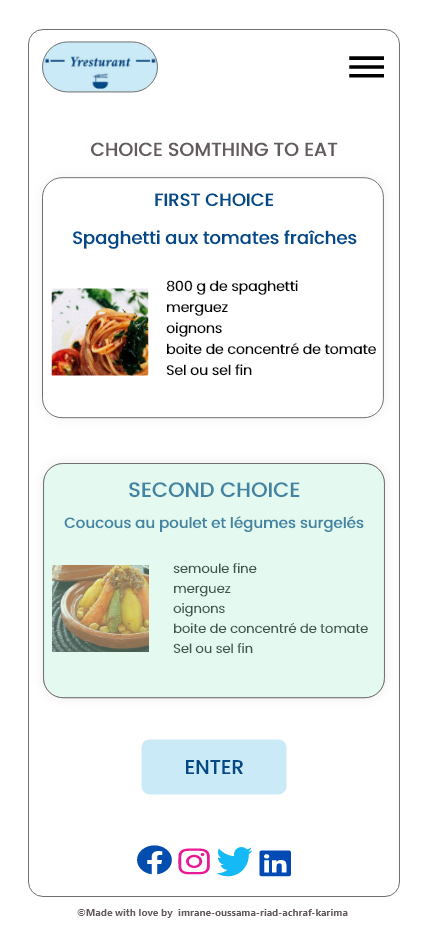 Yresturant
CHOICE SOMTHING TO EAT
FIRST CHOICE
Spaghetti aux tomates fraîches
800 g de spaghetti
merguez
oignons
boite de concentré de tomate
Sel ou sel fin
SECOND CHOICE
Coucous au poulet et légumes surgelés
semoule fine
merguez
oignons
boite de concentré de tomate
Sel ou sel fin
ENTER
in
©Made with love by imrane-oussama-riad-achraf-karima